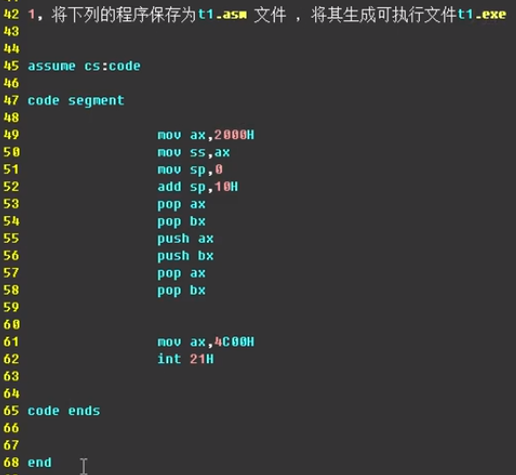 42 1，将下列的程序保存为t1.asm 文件 ，将其生成可执行文件t1.exe
43
44
45 assume cs:code
46
47 code segment
48
49 mov ax,2000H
50 mov ss,ax
51 mov sp,0
52 add sp,10H
53 pop ax
54 pop bx
55 push ax
56 push bx
57 pop ax
58 pop bx
59
60
61 mov ax,4C00H
62 int 21H
63
64
65 code ends
66
67
68 end